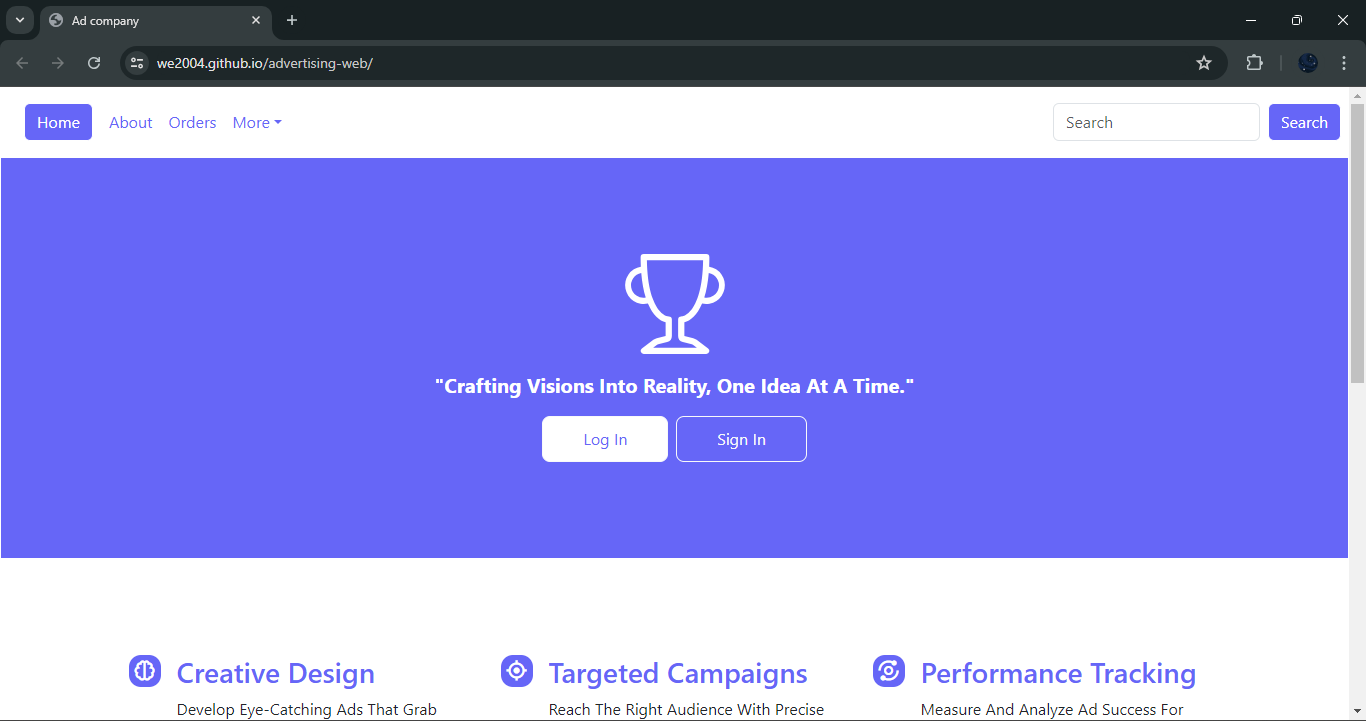 Ad company
we2004.github.io/advertising-web/
Home About Orders More Search Search
"Crafting Visions Into Reality, One Idea At A Time."
Log In Sign In
Creative Design
Develop Eye-Catching Ads That Grab
Targeted Campaigns
Reach The Right Audience With Precise
Performance Tracking
Measure And Analyze Ad Success For